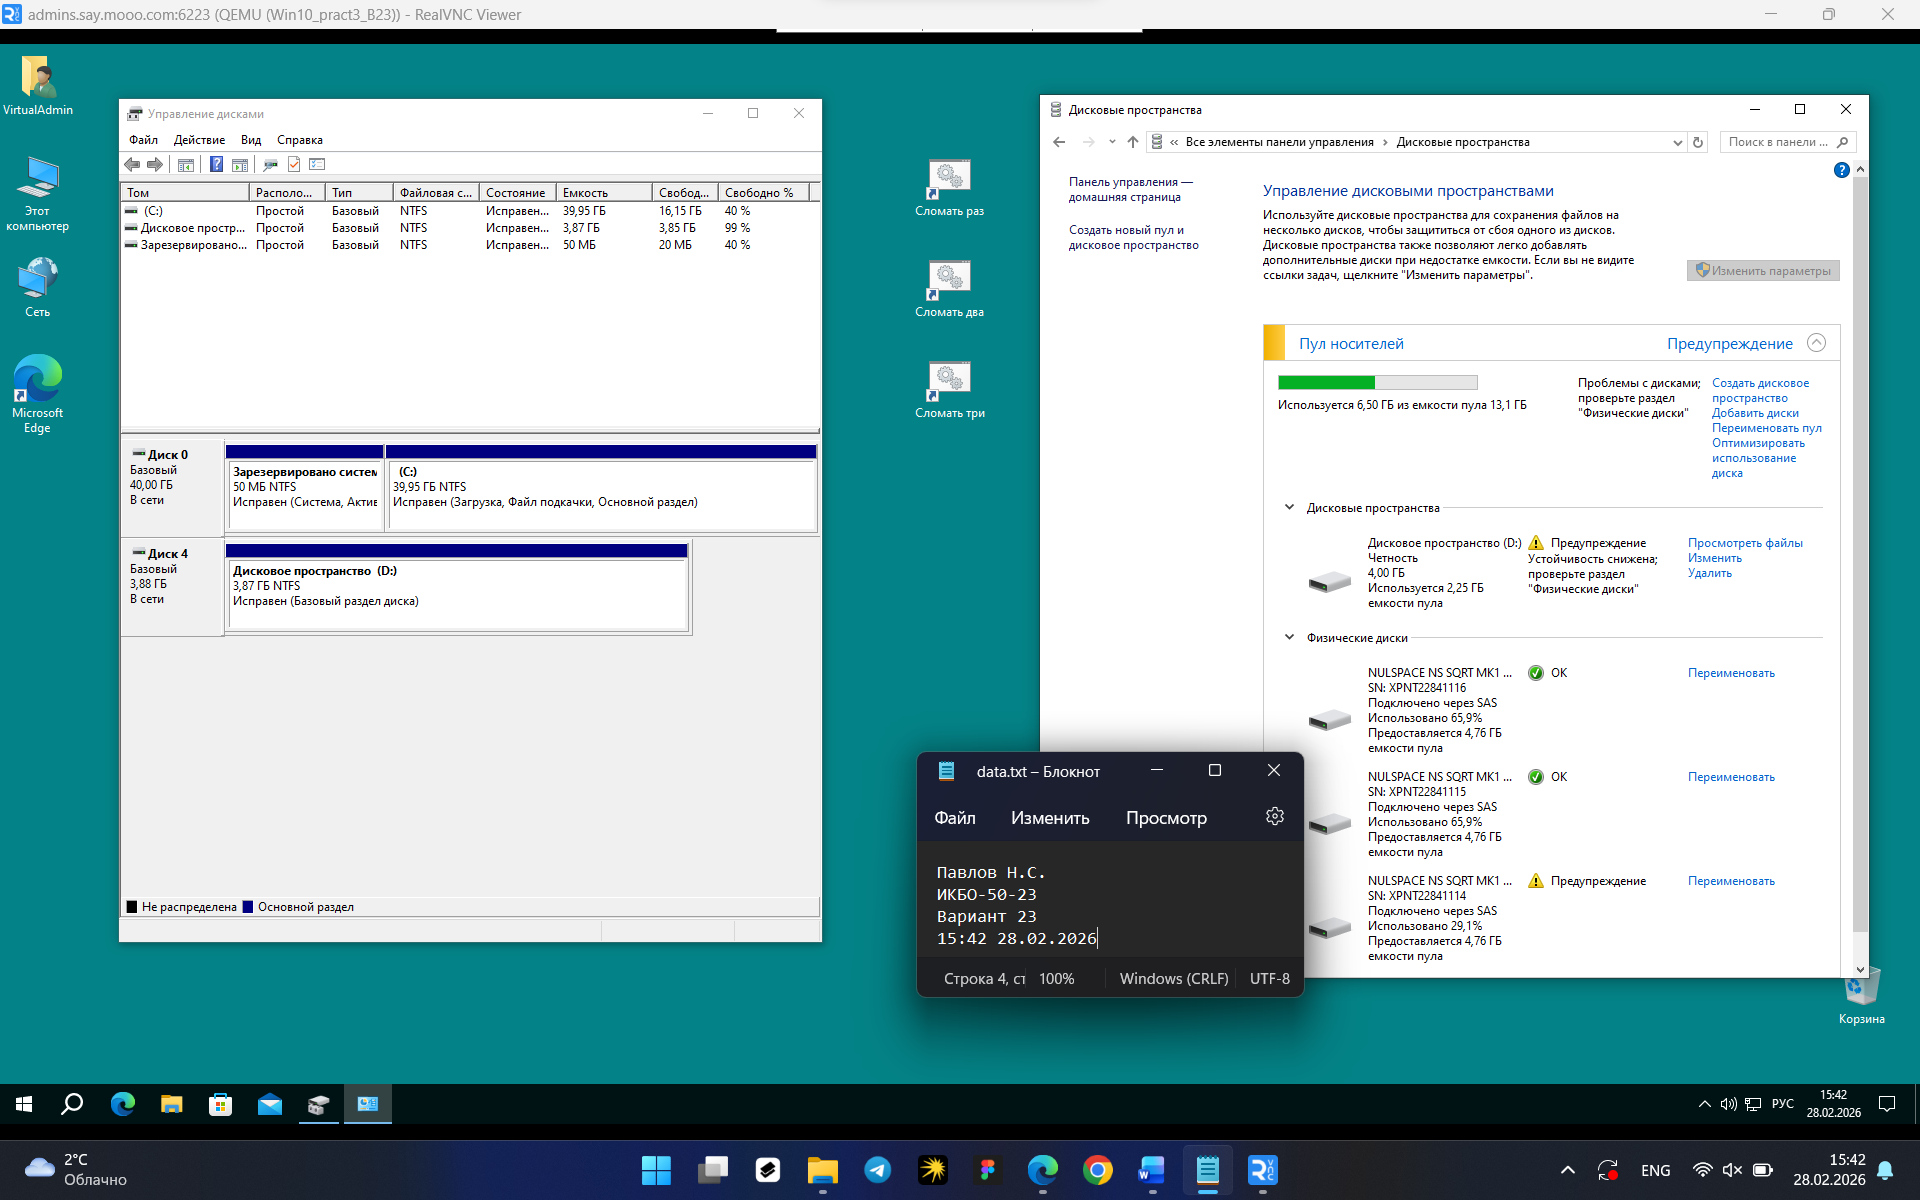 admins.say.mooo.com:6223 (QEMU (Win10_pract3_B23)) - RealVNC Viewer
VirtualAdmin
Этот
компьютер
Сеть
Microsoft
Edge
Управление дисками
Файл Действие Вид Справка
Том Располо... Тип Файловая с... Состояние Емкость Свобод... Свободно %
(C:) Простой Базовый NTFS Исправен... 39,95 ГБ 16,15 ГБ 40 %
Дисковое простр... Простой Базовый NTFS Исправен... 3,87 ГБ 3,85 ГБ 99 %
Зарезервировано... Простой Базовый NTFS Исправен... 50 МБ 20 МБ 40 %
Диск 0
Базовый
40,00 ГБ
В сети
Зарезервировано систем
50 МБ NTFS
Исправен (Система, Актив
(C:)
39,95 ГБ NTFS
Исправен (Загрузка, Файл подкачки, Основной раздел)
Диск 4
Базовый
3,88 ГБ
В сети
Дисковое пространство (D:)
3,87 ГБ NTFS
Исправен (Базовый раздел диска)
Не распределена Основной раздел
Сломать раз
Сломать два
Сломать три
Дисковые пространства
« Все элементы панели управления › Дисковые пространства
Поиск в панели ...
Панель управления —
домашняя страница
Создать новый пул и
дисковое пространство
Управление дисковыми пространствами
Используйте дисковые пространства для сохранения файлов на
несколько дисков, чтобы защититься от сбоя одного из дисков.
Дисковые пространства также позволяют легко добавлять
дополнительные диски при недостатке емкости. Если вы не видите
ссылки задач, щелкните "Изменить параметры".
Изменить параметры
Пул носителей Предупреждение
Используется 6,50 ГБ из емкости пула 13,1 ГБ
Проблемы с дисками;
проверьте раздел
"Физические диски"
Создать дисковое
пространство
Добавить диски
Переименовать пул
Оптимизировать
использование
диска
Дисковые пространства
Дисковое пространство (D:)
Четность
4,00 ГБ
Используется 2,25 ГБ
емкости пула
Предупреждение
Устойчивость снижена;
проверьте раздел
"Физические диски"
Просмотреть файлы
Изменить
Удалить
Физические диски
NULSPACE NS SQRT MK1 ... OK Переименовать
SN: XPNT22841116
Подключено через SAS
Использовано 65,9%
Предоставляется 4,76 ГБ
емкости пула
NULSPACE NS SQRT MK1 ... OK Переименовать
SN: XPNT22841115
Подключено через SAS
Использовано 65,9%
Предоставляется 4,76 ГБ
емкости пула
NULSPACE NS SQRT MK1 ... Предупреждение Переименовать
SN: XPNT22841114
Подключено через SAS
Использовано 29,1%
Предоставляется 4,76 ГБ
емкости пула
data.txt – Блокнот
Файл Изменить Просмотр
Павлов Н.С.
ИКБО-50-23
Вариант 23
15:42 28.02.2026
Строка 4, ст 100% Windows (CRLF) UTF-8
Корзина
РУС
15:42
28.02.2026
2°C
Облачно
ENG
15:42
28.02.2026